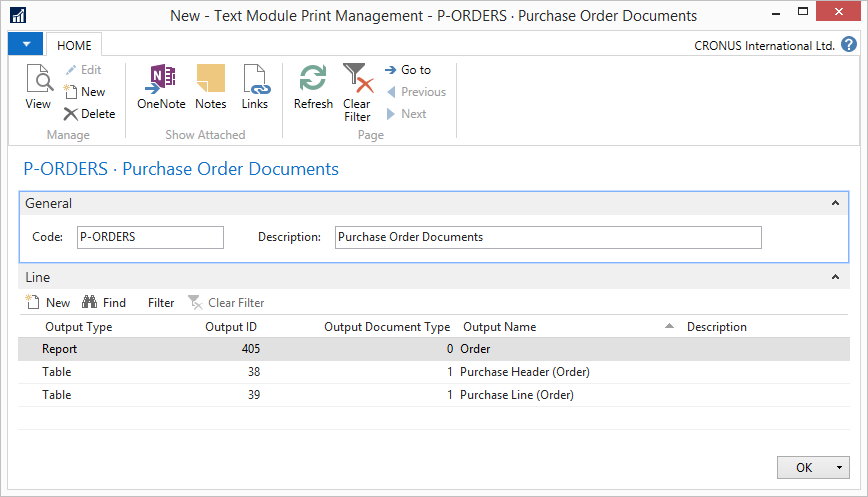 New - Text Module Print Management - P-ORDERS · Purchase Order Documents
HOME
CRONUS International Ltd.
?
View
Edit
New
Delete
Manage
OneNote
Notes
Links
Show Attached
Refresh
Clear
Filter
Go to
Previous
Next
Page
P-ORDERS · Purchase Order Documents
General
Code: P-ORDERS Description: Purchase Order Documents
Line
New Find Filter Clear Filter
Output Type Output ID Output Document Type Output Name Description
Report 405 0 Order
Table 38 1 Purchase Header (Order)
Table 39 1 Purchase Line (Order)
OK